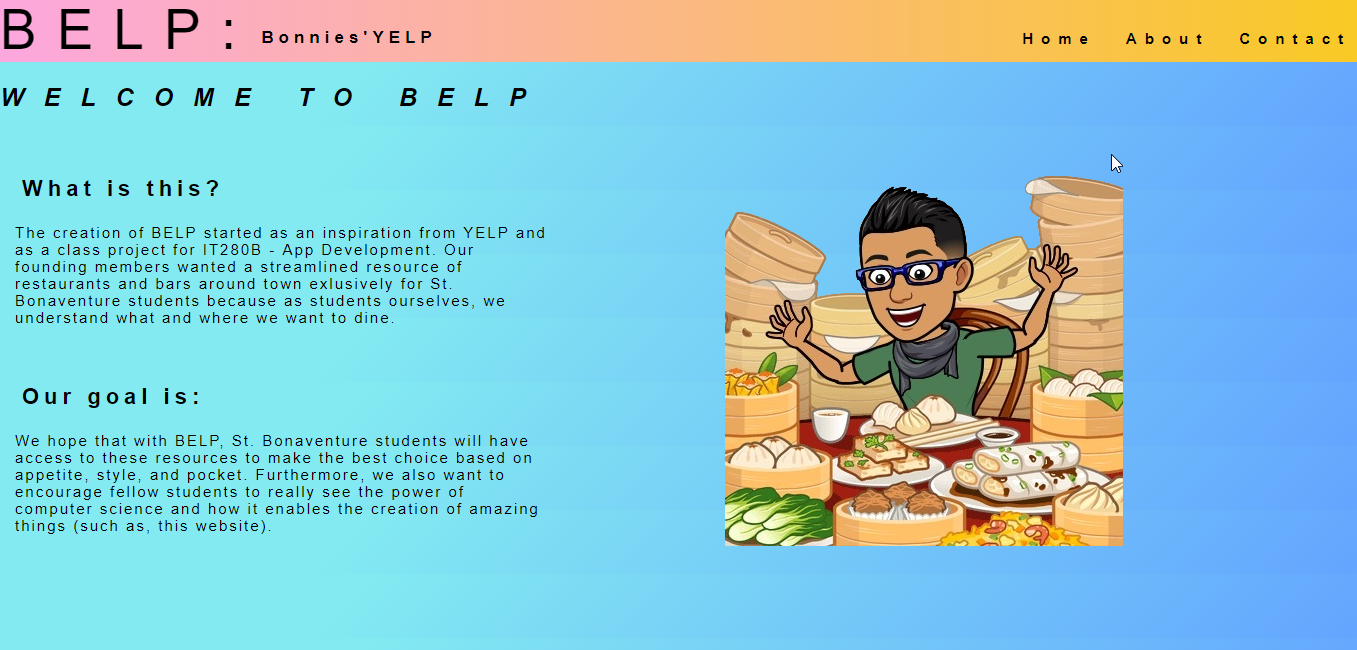 BELP: Bonnies'YELP Home About Contact
WELCOME TO BELP
What is this?
The creation of BELP started as an inspiration from YELP and
as a class project for IT280B - App Development. Our
founding members wanted a streamlined resource of
restaurants and bars around town exlusively for St.
Bonaventure students because as students ourselves, we
understand what and where we want to dine.
Our goal is:
We hope that with BELP, St. Bonaventure students will have
access to these resources to make the best choice based on
appetite, style, and pocket. Furthermore, we also want to
encourage fellow students to really see the power of
computer science and how it enables the creation of amazing
things (such as, this website).